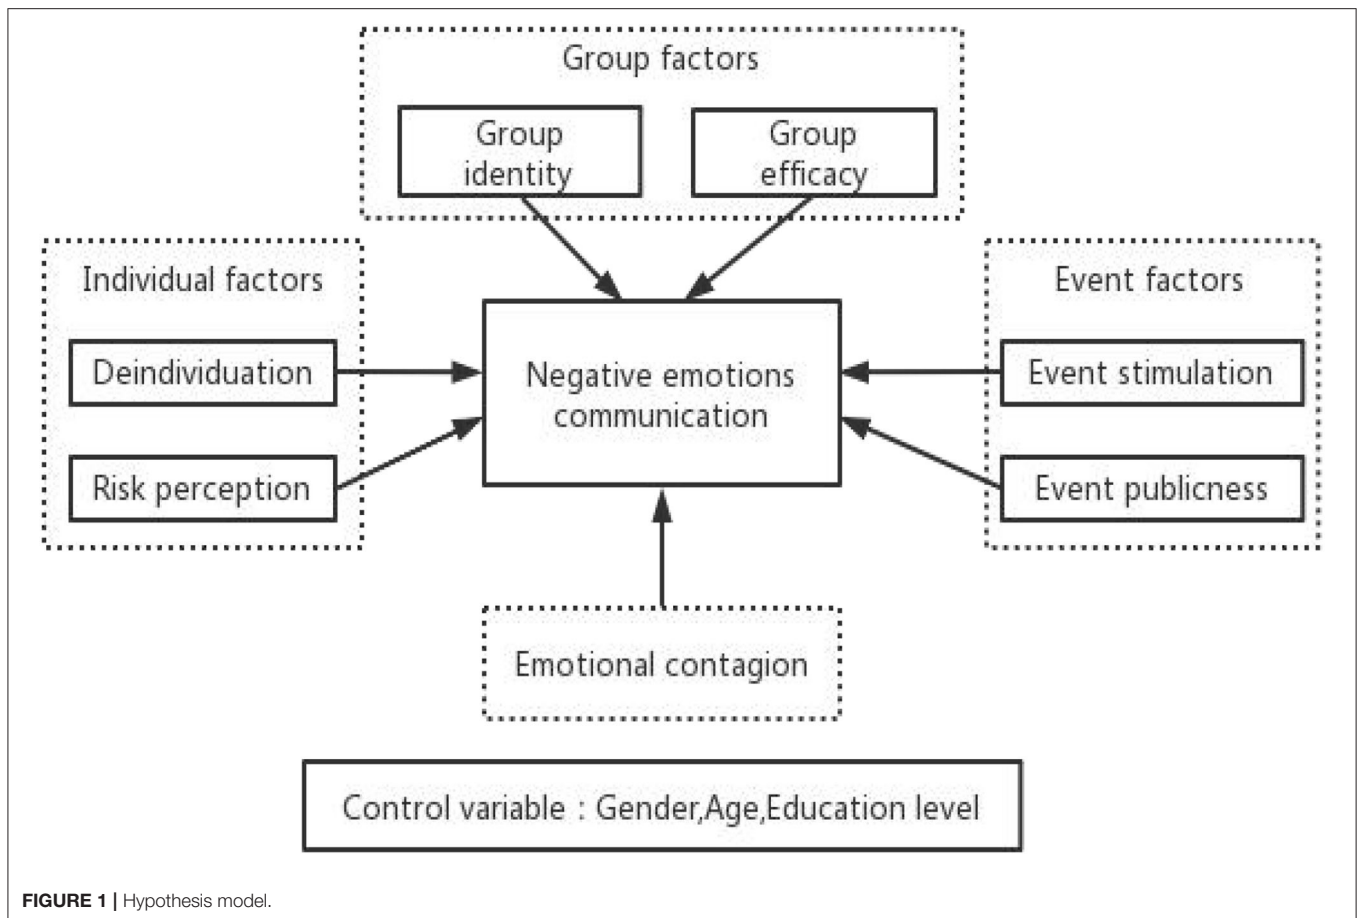 Group factors
Group
identity
Group
efficacy
Individual factors
Deindividuation
Risk perception
Negative emotions
communication
Event factors
Event stimulation
Event publicness
Emotional contagion
Control variable : Gender,Age,Education level
FIGURE 1 | Hypothesis model.